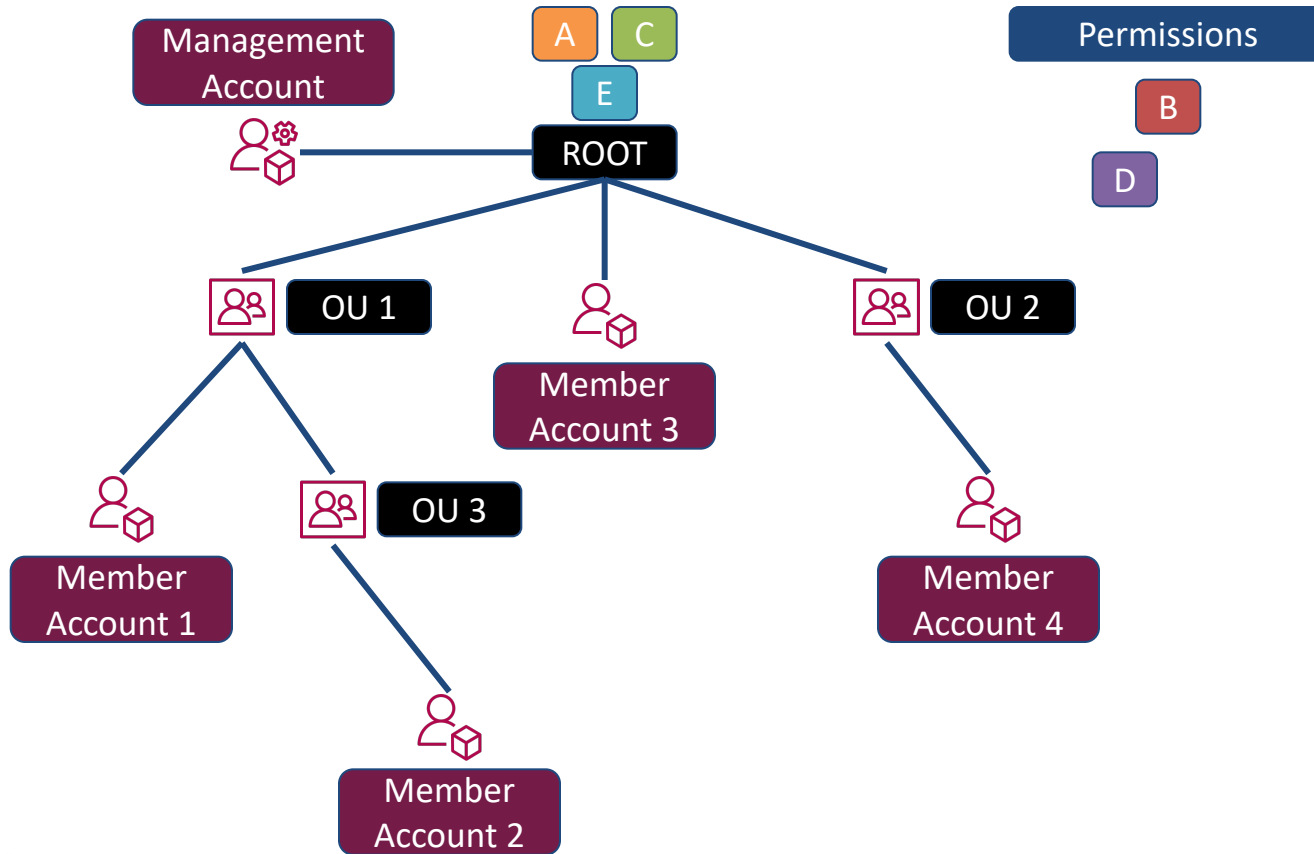 Management
Account
A
C
E
ROOT
Permissions
B
D
OU 1
OU 2
Member
Account 3
OU 3
Member
Account 1
Member
Account 4
Member
Account 2